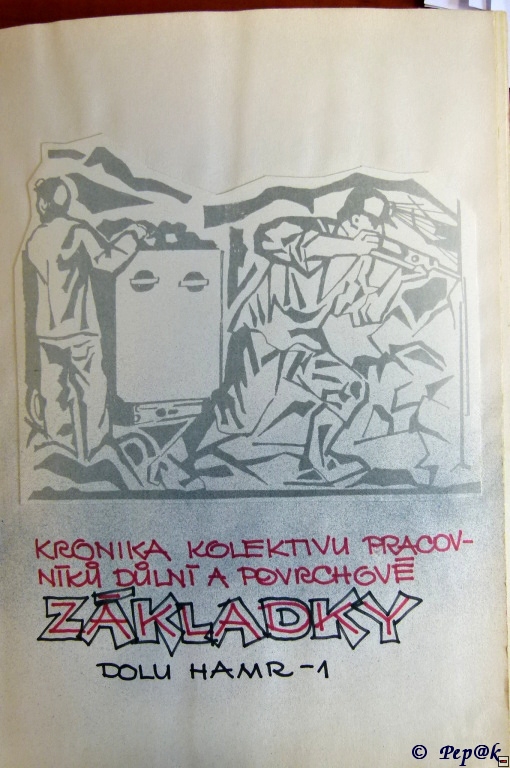 KRONIKA KOLEKTIVU PRACOV-
NÍKŮ DŮLNÍ A POVRCHOVÉ
ZÁKLADKY
DOLU HAMR-1
© Pep@k